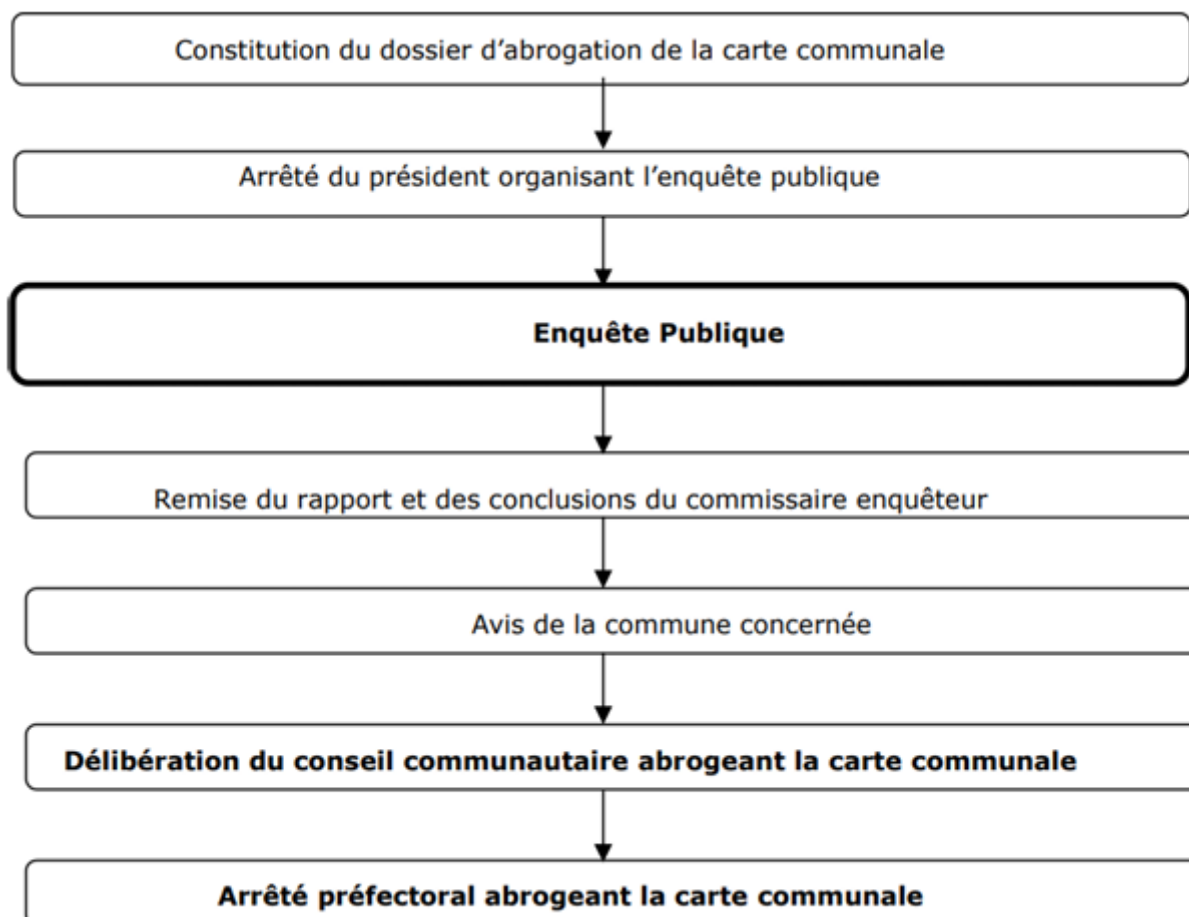 Constitution du dossier d’abrogation de la carte communale
Arrêté du président organisant l’enquête publique
Enquête Publique
Remise du rapport et des conclusions du commissaire enquêteur
Avis de la commune concernée
Délibération du conseil communautaire abrogeant la carte communale
Arrêté préfectoral abrogeant la carte communale